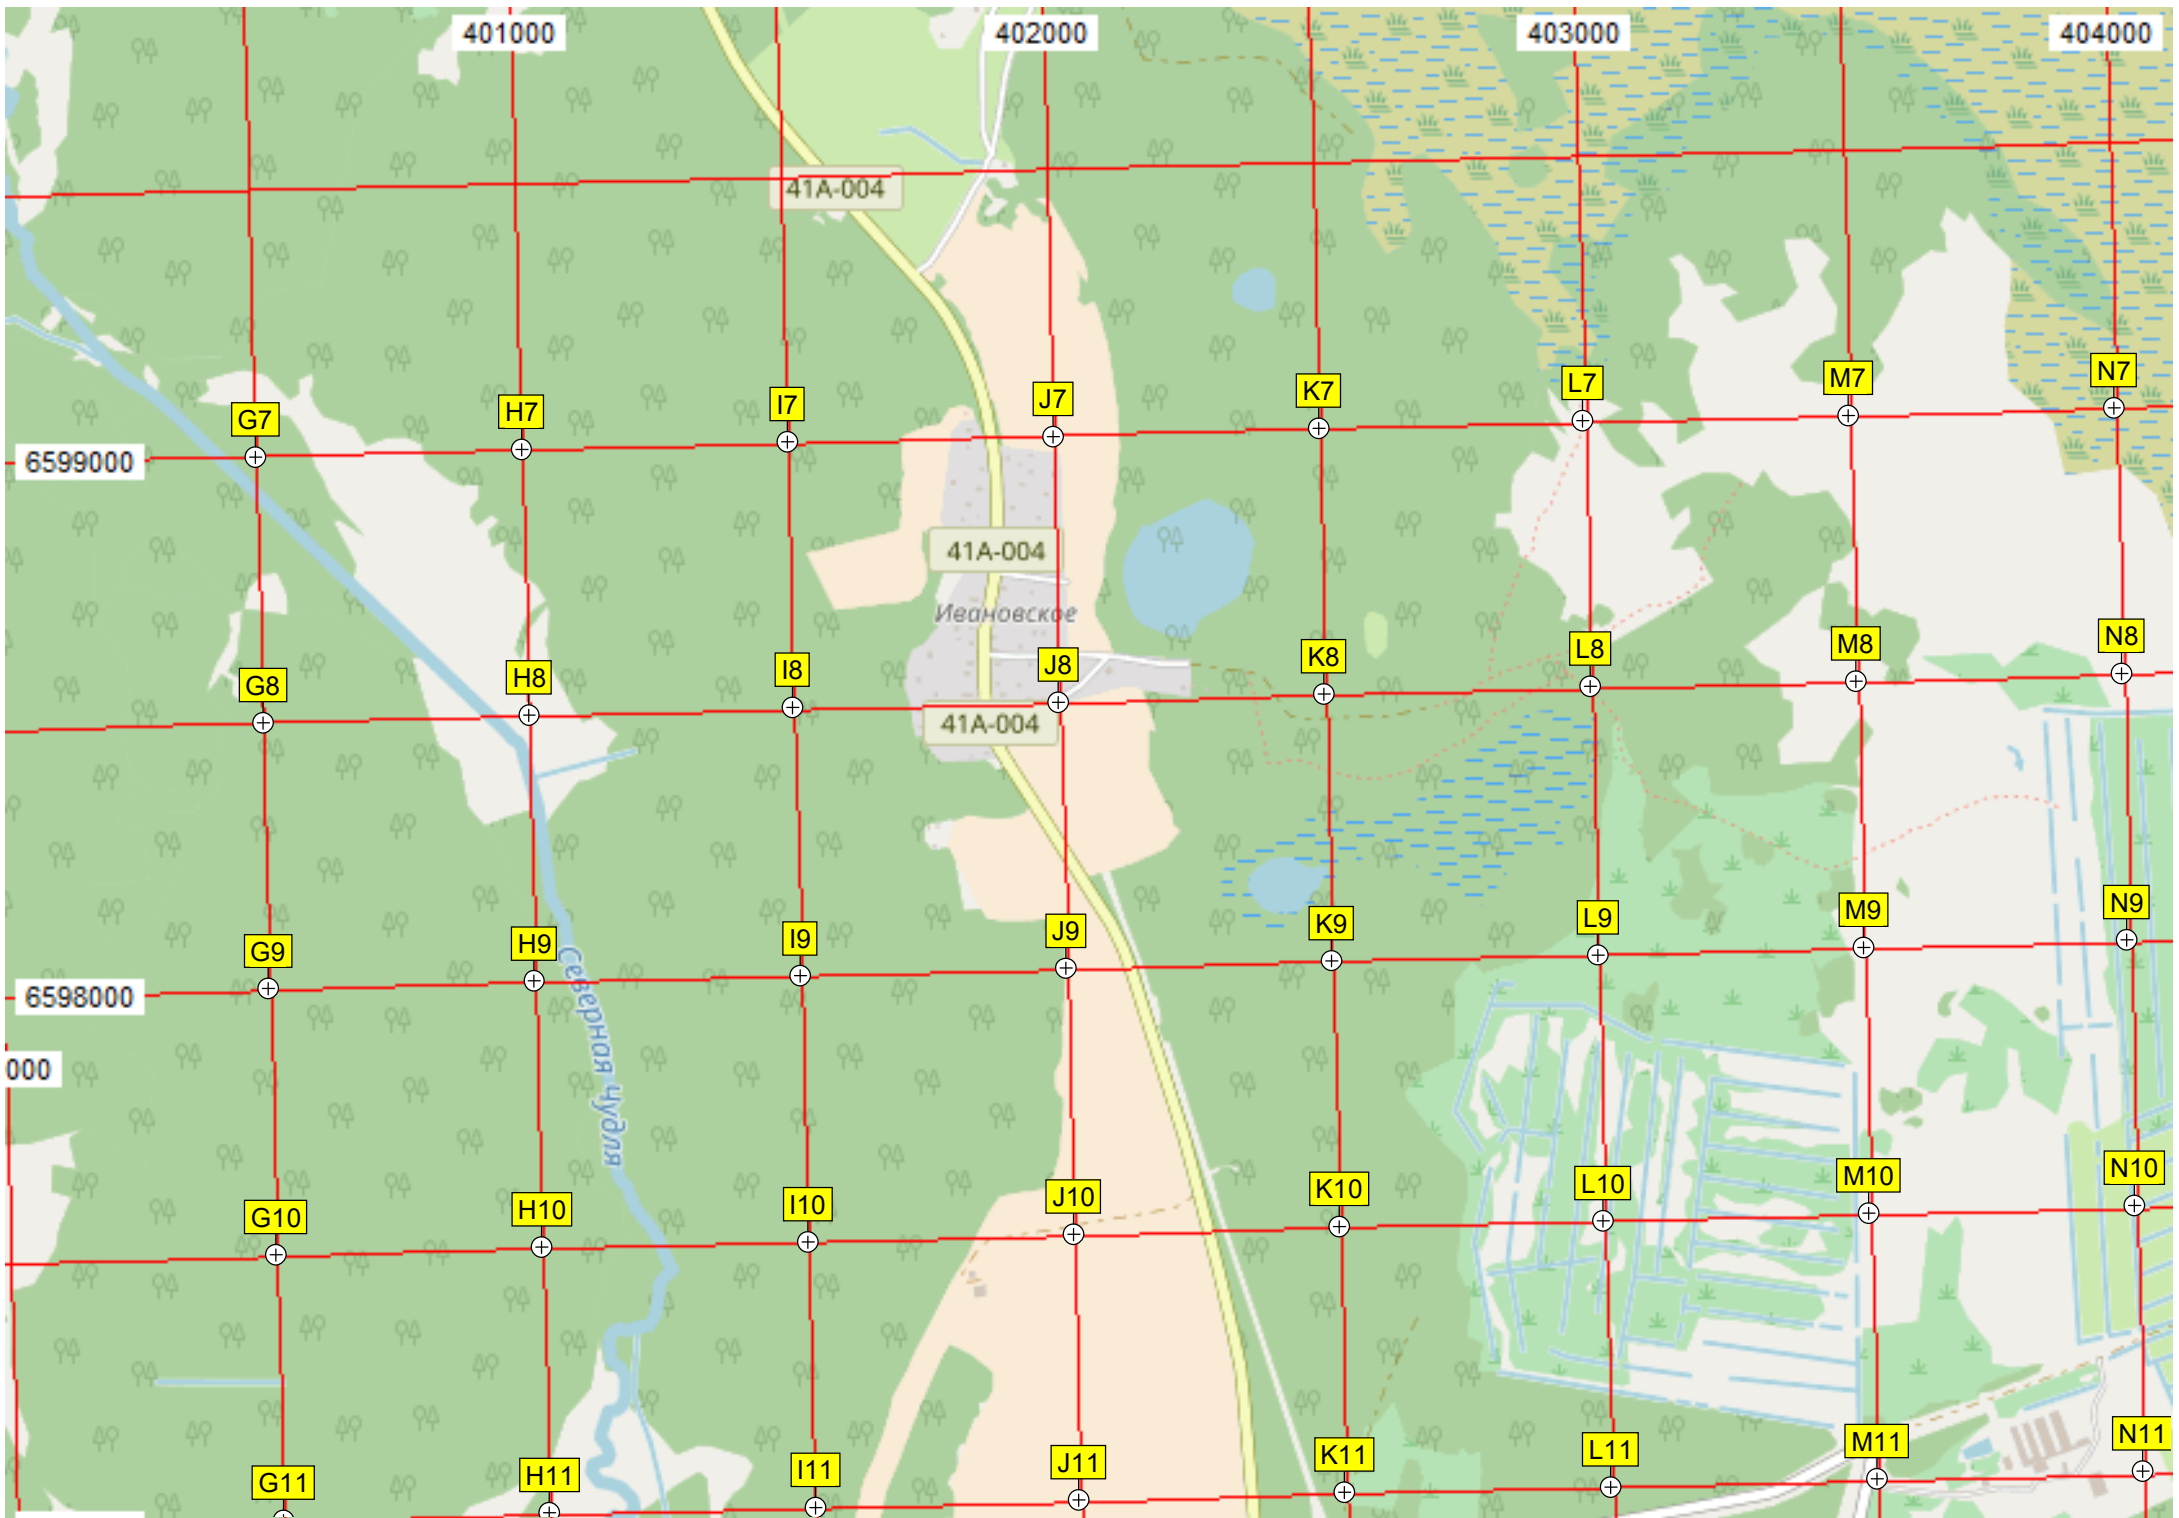 401000 402000 403000 404000
41A-004
G7 H7 I7 J7 K7 L7 M7 N7
6599000
41A-004
Ивановское
G8 H8 I8 J8 K8 L8 M8 N8
41A-004
G9 H9 I9 J9 K9 L9 M9 N9
6598000
Северная Чудля
000
G10 H10 I10 J10 K10 L10 M10 N10
G11 H11 I11 J11 K11 L11 M11 N11